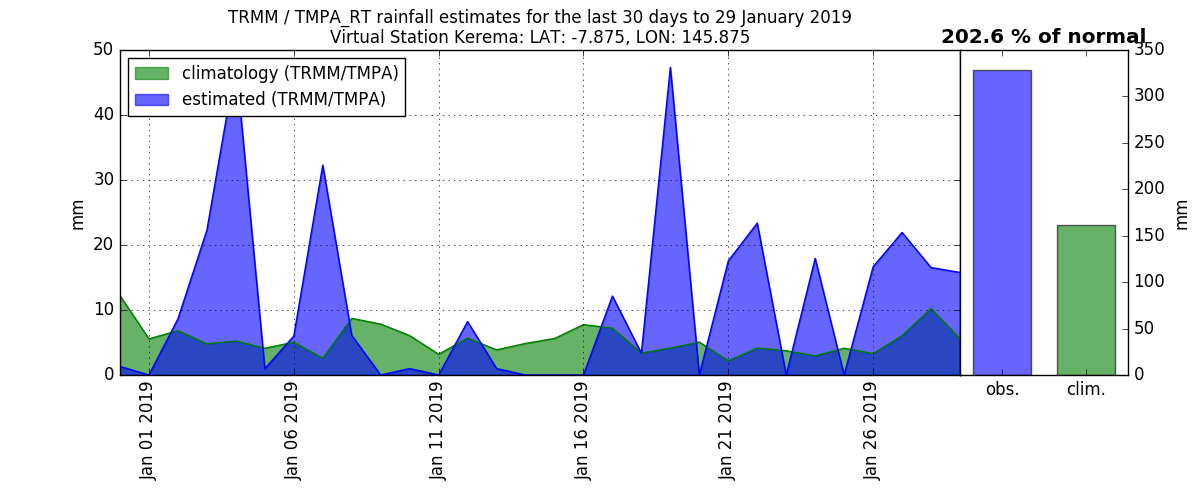 TRMM / TMPA_RT rainfall estimates for the last 30 days to 29 January 2019
Virtual Station Kerema: LAT: -7.875, LON: 145.875
202.6 % of normal
climatology (TRMM/TMPA)
estimated (TRMM/TMPA)
50
40
30
20
10
0
mm
Jan 01 2019
Jan 06 2019
Jan 11 2019
Jan 16 2019
Jan 21 2019
Jan 26 2019
350
300
250
200
150
100
50
0
mm
obs.
clim.